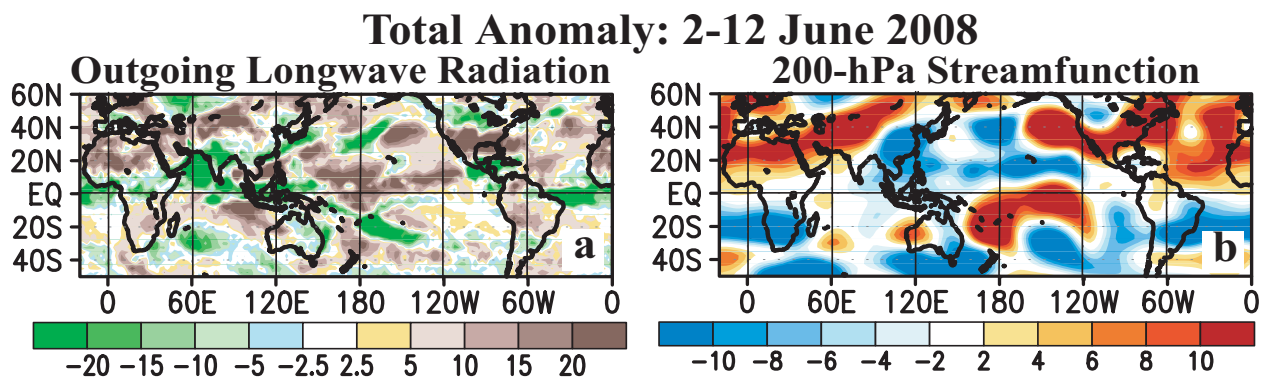 Total Anomaly: 2-12 June 2008
Outgoing Longwave Radiation
200-hPa Streamfunction
60N
40N
20N
EQ
20S
40S
a
0 60E 120E 180 120W 60W 0
−20 −15 −10 −5 −2.5 2.5 5 10 15 20
60N
40N
20N
EQ
20S
40S
b
0 60E 120E 180 120W 60W 0
−10 −8 −6 −4 −2 2 4 6 8 10